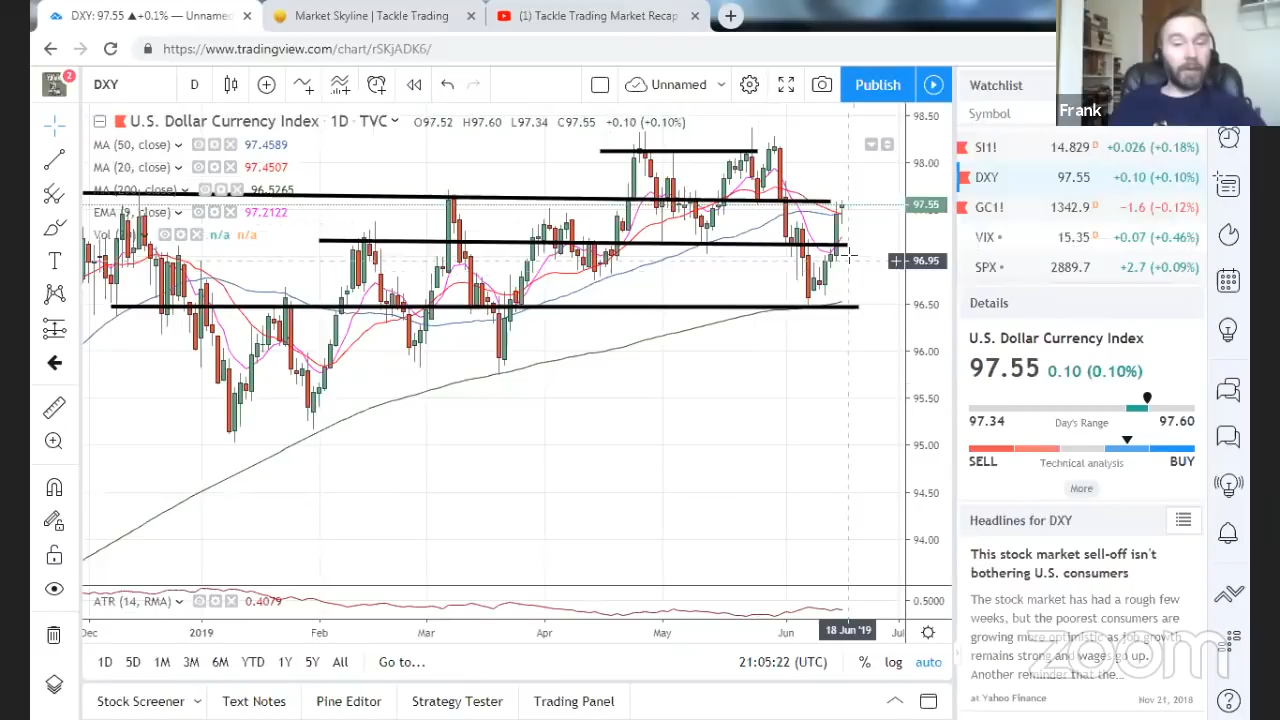 DXY: 97.55 ▲+0.1% — Unnamed
Market Skyline | Tackle Trading
(1) Tackle Trading Market Recap
https://www.tradingview.com/chart/rSKjADK6/
2
DXY
D
Unnamed
Publish
Watchlist
Symbol
Frank
U.S. Dollar Currency Index · 1D · TVC
O97.52 H97.60 L97.34 C97.55 +0.10 (+0.10%)
MA (50, close) 97.4589
MA (20, close) 97.4507
MA (200, close) 96.5265
EMA (9, close) 97.2122
n/a n/a
98.50
98.00
97.55
96.95
96.50
96.00
95.50
95.00
94.50
94.00
SI1! 14.829 D +0.026 (+0.18%)
DXY 97.55 D +0.10 (+0.10%)
GC1! 1342.9 D −1.6 (−0.12%)
VIX 15.35 D +0.07 (+0.46%)
SPX 2889.7 +2.7 (+0.09%)
Details
U.S. Dollar Currency Index
97.55 0.10 (0.10%)
97.34 Day's Range 97.60
SELL Technical analysis BUY
More
Headlines for DXY
This stock market sell-off isn't
bothering U.S. consumers
The stock market has had a rough few
weeks, but the poorest consumers are
growing more optimistic as job growth
remains strong and wages go up.
Another reminder that the...
at Yahoo Finance Nov 21, 2018
ATR (14, RMA) 0.4079
0.5000
Dec 2019 Feb Mar Apr May Jun 18 Jun '19 Jul
1D 5D 1M 3M 6M YTD 1Y 5Y All Go to...
21:05:22 (UTC) % log auto
Stock Screener Text Notes Pine Editor Strategy Tester Trading Panel
zoom